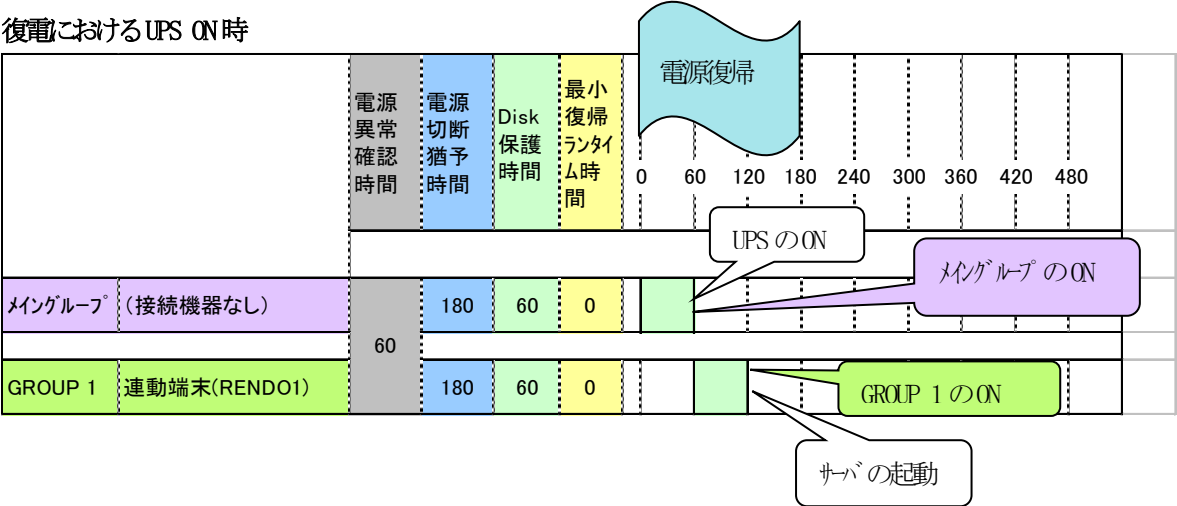 復電におけるUPS ON時
電源復帰
電源
異常
確認
時間
電源
切断
猶予
時間
Disk
保護
時間
最小
復帰
ﾗﾝﾀｲ
ﾑ時
間
0 60 120 180 240 300 360 420 480
UPSのON
ﾒｲﾝｸﾞﾙｰﾌﾟのON
ﾒｲﾝｸﾞﾙｰﾌﾟ (接続機器なし) 180 60 0
60
GROUP 1 連動端末(RENDO1) 180 60 0
GROUP 1のON
ｻｰﾊﾞの起動